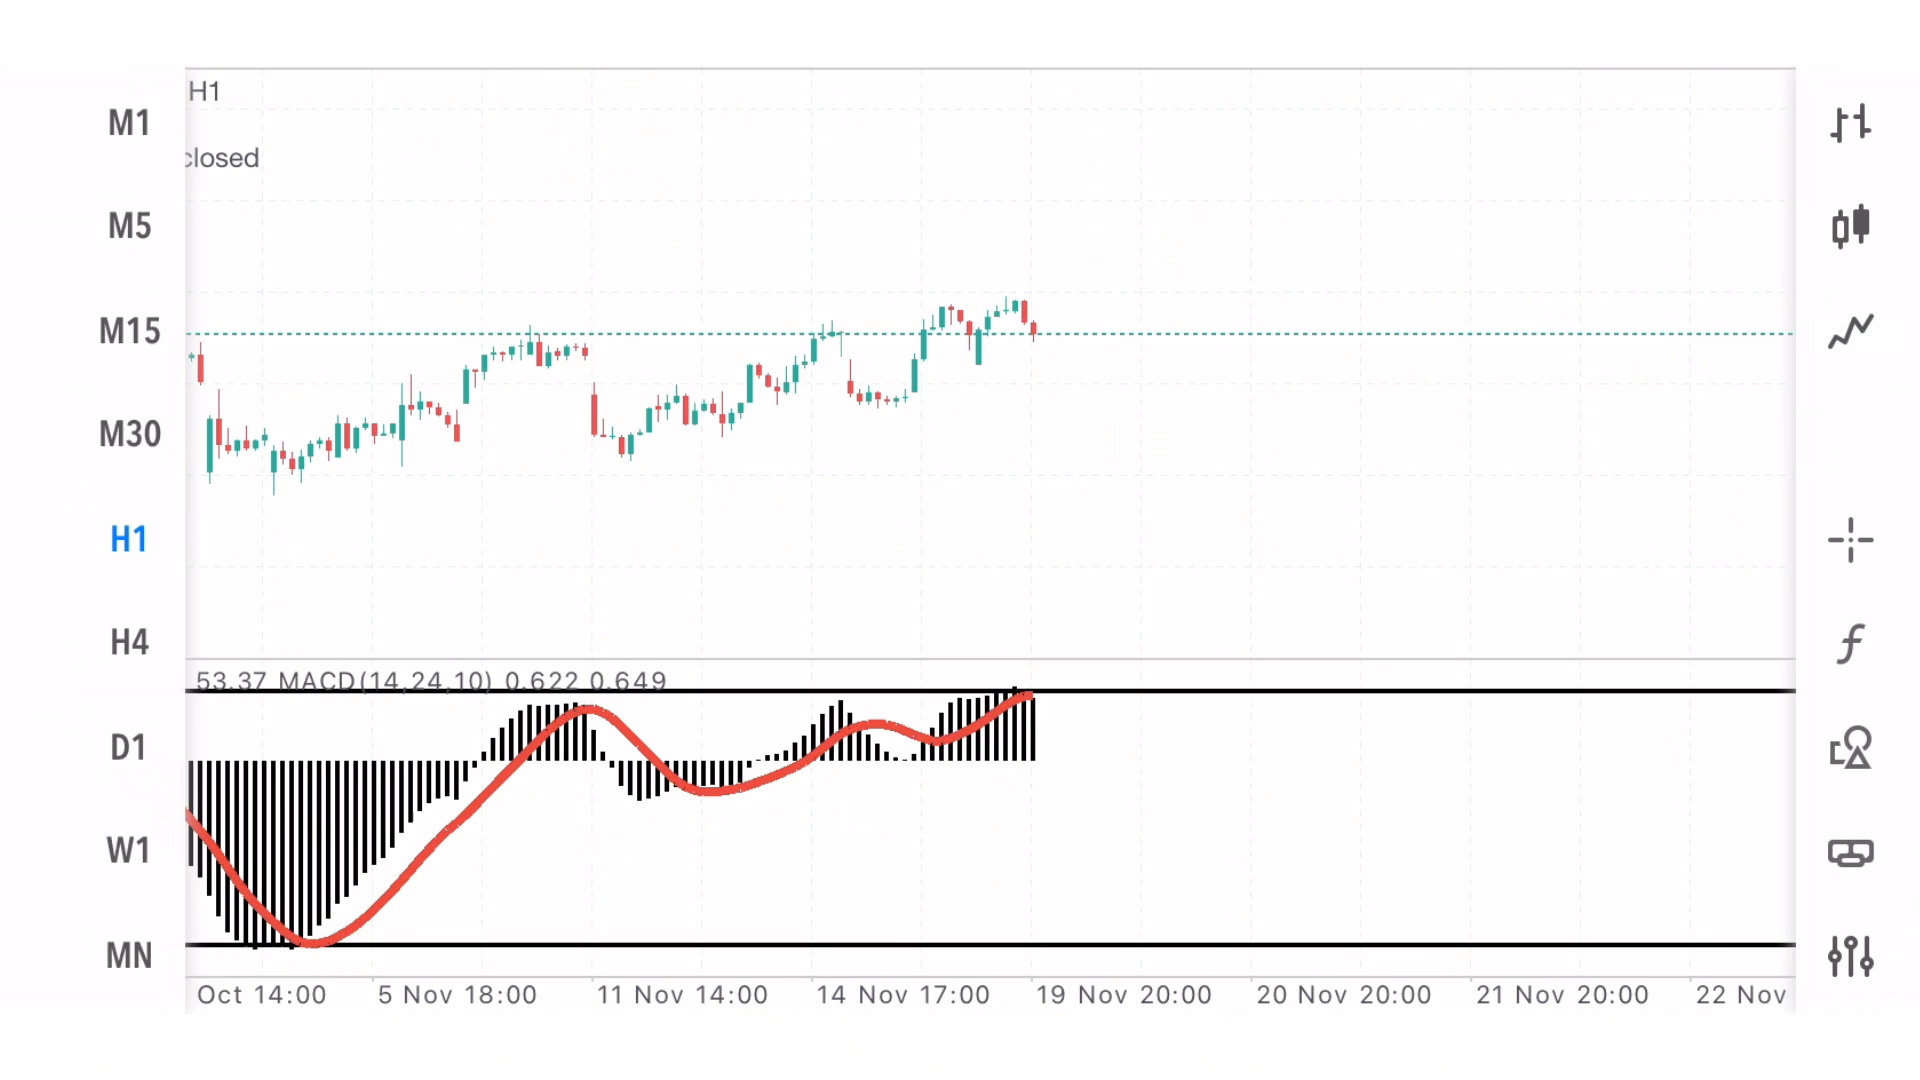 H1
closed
M1
M5
M15
M30
H1
H4
D1
W1
MN
53.37 MACD(14,24,10) 0.622 0.649
Oct 14:00 5 Nov 18:00 11 Nov 14:00 14 Nov 17:00 19 Nov 20:00 20 Nov 20:00 21 Nov 20:00 22 Nov